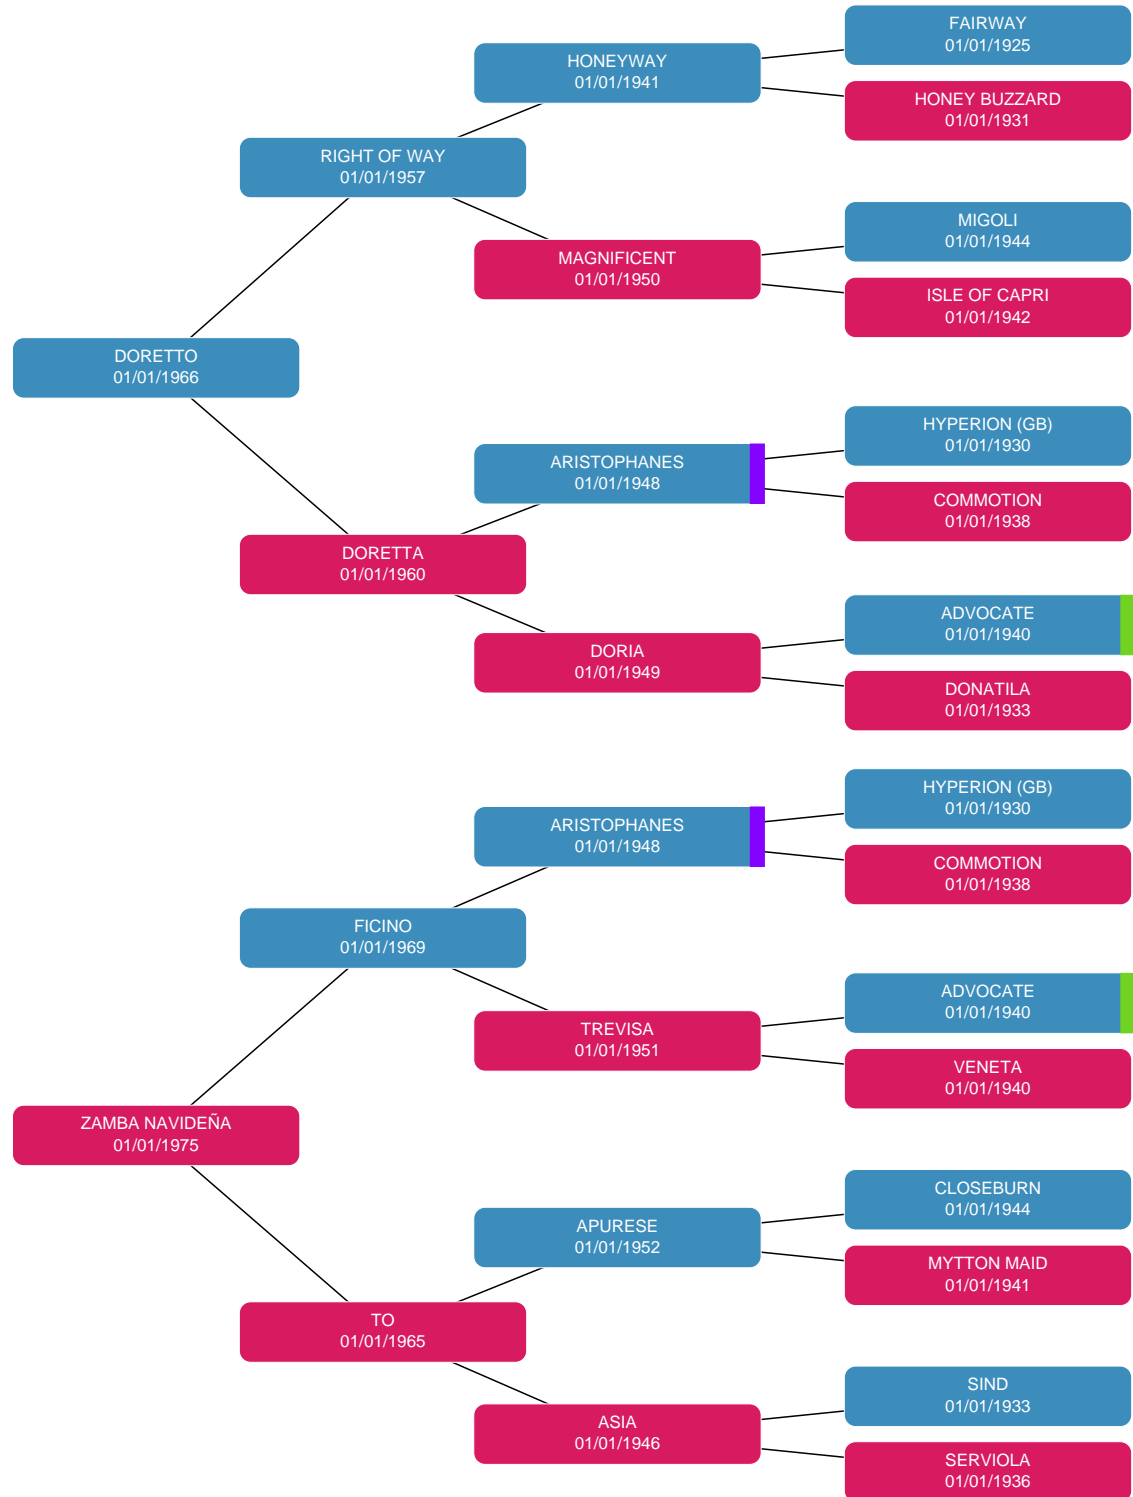 FAIRWAY
01/01/1925
HONEYWAY
01/01/1941
HONEY BUZZARD
01/01/1931
RIGHT OF WAY
01/01/1957
MIGOLI
01/01/1944
MAGNIFICENT
01/01/1950
ISLE OF CAPRI
01/01/1942
DORETTO
01/01/1966
HYPERION (GB)
01/01/1930
ARISTOPHANES
01/01/1948
COMMOTION
01/01/1938
DORETTA
01/01/1960
ADVOCATE
01/01/1940
DORIA
01/01/1949
DONATILA
01/01/1933
HYPERION (GB)
01/01/1930
ARISTOPHANES
01/01/1948
COMMOTION
01/01/1938
FICINO
01/01/1969
ADVOCATE
01/01/1940
TREVISA
01/01/1951
VENETA
01/01/1940
ZAMBA NAVIDEÑA
01/01/1975
CLOSEBURN
01/01/1944
APURESE
01/01/1952
MYTTON MAID
01/01/1941
TO
01/01/1965
SIND
01/01/1933
ASIA
01/01/1946
SERVIOLA
01/01/1936